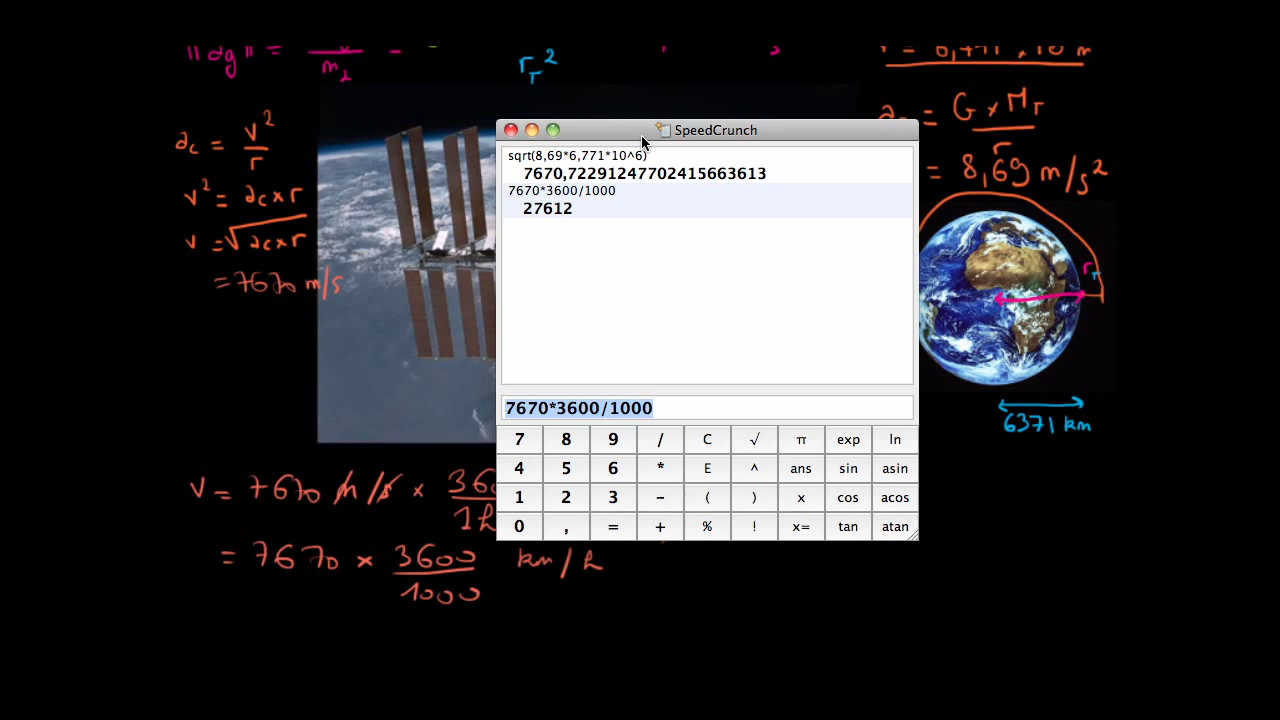 "ag" =
m₂
r_T²
a_c = v²/r
v² = a_c x r
v = √a_c x r
= 7670 m/s
a_c = G x M_T
r
= 8,69 m/s²
SpeedCrunch
sqrt(8,69*6,771*10^6)
7670,72291247702415663613
7670*3600/1000
27612
7670*3600/1000
7 8 9 / C √ π exp ln
4 5 6 * E ^ ans sin asin
1 2 3 − ( ) x cos acos
0 , = + % ! x= tan atan
r_T
6371 km
v = 7670 m/s x
1h
= 7670 x 3600/1000 km/h